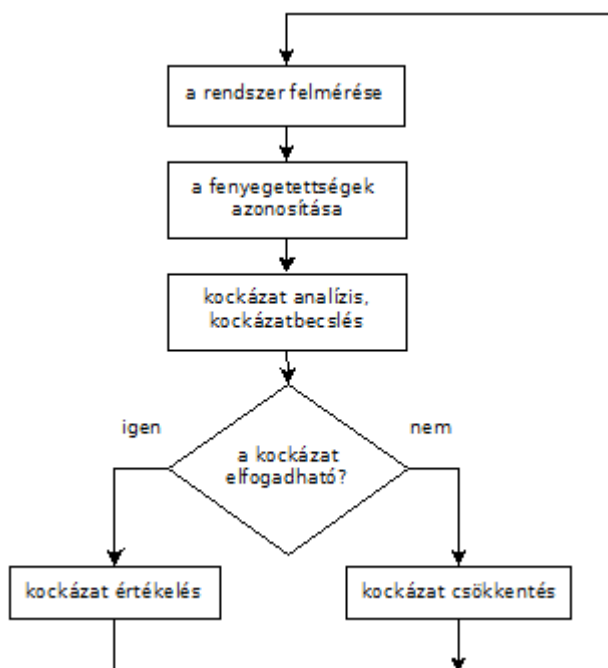 a rendszer felmérése
a fenyegetettségek
azonosítása
kockázat analízis,
kockázatbecslés
igen
nem
a kockázat
elfogadható?
kockázat értékelés
kockázat csökkentés